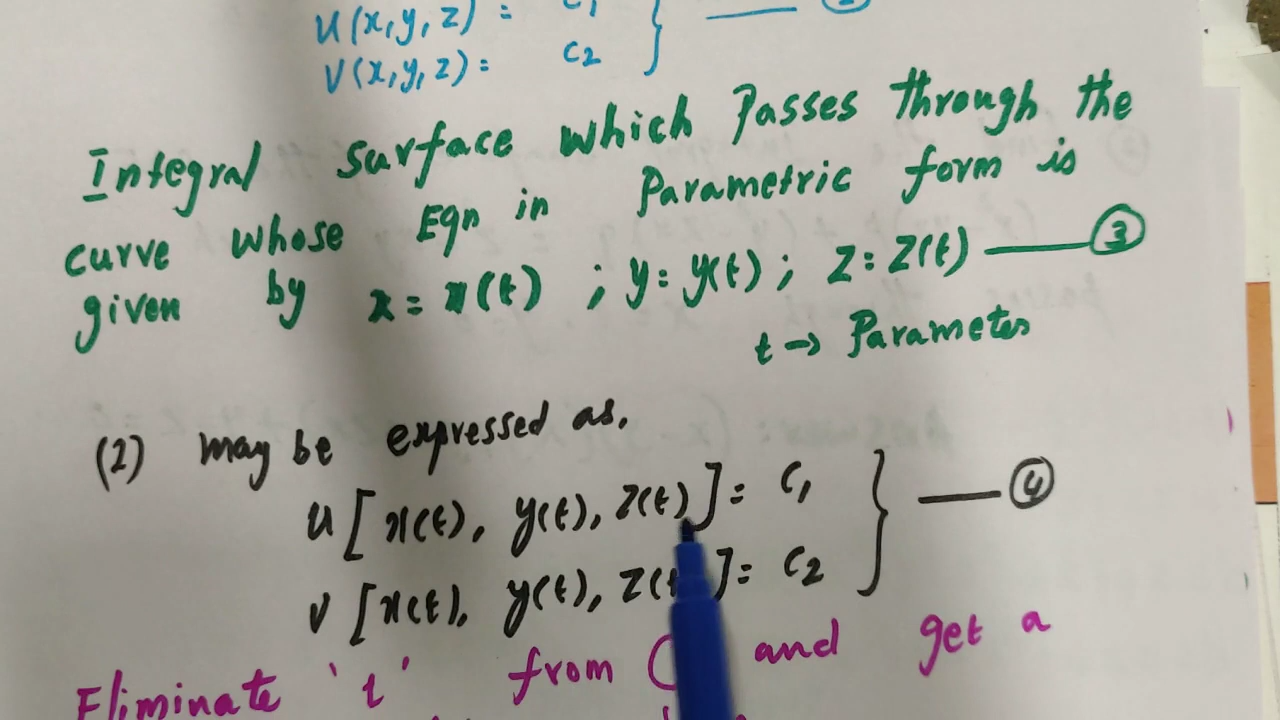 u(x,y,z) = c1
v(x,y,z) = c2 } —— 2
Integral surface which passes through the
curve whose Eqn in Parametric form is
given by x = x(t) ; y = y(t) ; z = z(t) —— 3
t → Parameter
(2) may be expressed as,
u [ x(t), y(t), z(t) ] = c1
v [ x(t), y(t), z(t ] = c2 } —— 4
Eliminate 't' from ( and get a